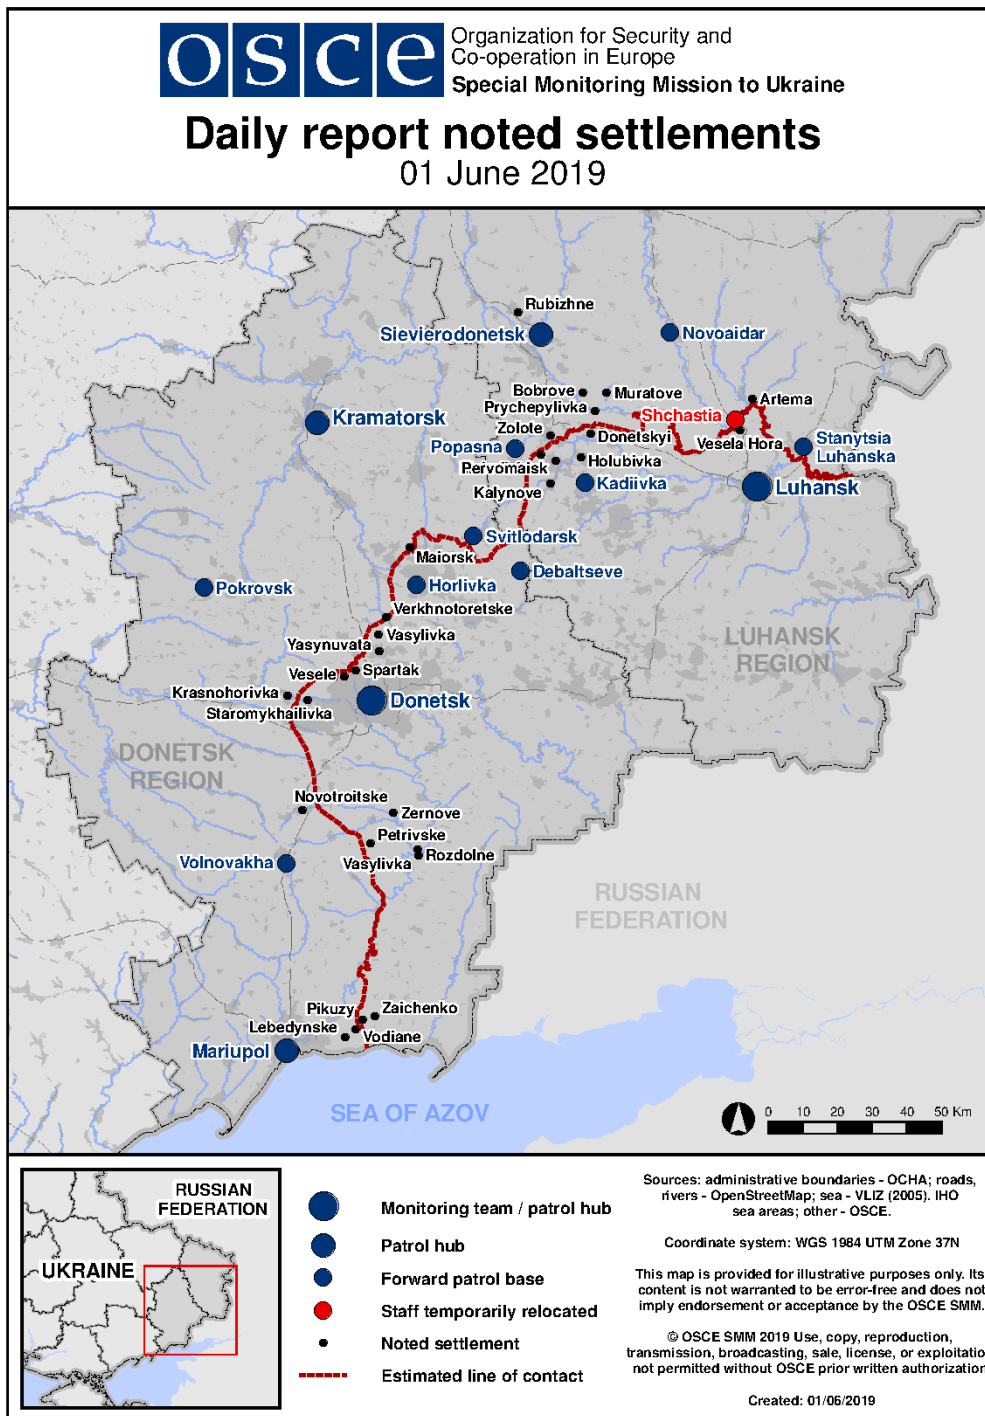 osce
Organization for Security and
Co-operation in Europe
Special Monitoring Mission to Ukraine
Daily report noted settlements
01 June 2019
Rubizhne
Sievierodonetsk
Novoaidar
Bobrove
Muratove
Artema
Prychepylivka
Shchastia
Kramatorsk
Zolote
Donetskyi
Vesela Hora
Stanytsia
Luhanska
Popasna
Pervomaisk
Holubivka
Kalynove
Kadiivka
Luhansk
Svitlodarsk
Maiorsk
Debaltseve
Pokrovsk
Horlivka
Verkhnotoretske
Vasylivka
Yasynuvata
LUHANSK
REGION
Vesele
Spartak
Krasnohorivka
Staromykhailivka
Donetsk
DONETSK
REGION
Novotroitske
Zernove
Petrivske
Volnovakha
Vasylivka
Rozdolne
RUSSIAN
FEDERATION
Pikuzy
Zaichenko
Lebedynske
Vodiane
Mariupol
SEA OF AZOV
0 10 20 30 40 50 Km
RUSSIAN
FEDERATION
UKRAINE
Monitoring team / patrol hub
Patrol hub
Forward patrol base
Staff temporarily relocated
Noted settlement
Estimated line of contact
Sources: administrative boundaries - OCHA; roads,
rivers - OpenStreetMap; sea - VLIZ (2005). IHO
sea areas; other - OSCE.
Coordinate system: WGS 1984 UTM Zone 37N
This map is provided for illustrative purposes only. Its
content is not warranted to be error-free and does not
imply endorsement or acceptance by the OSCE SMM.
© OSCE SMM 2019 Use, copy, reproduction,
transmission, broadcasting, sale, license, or exploitatio
not permitted without OSCE prior written authorization
Created: 01/06/2019